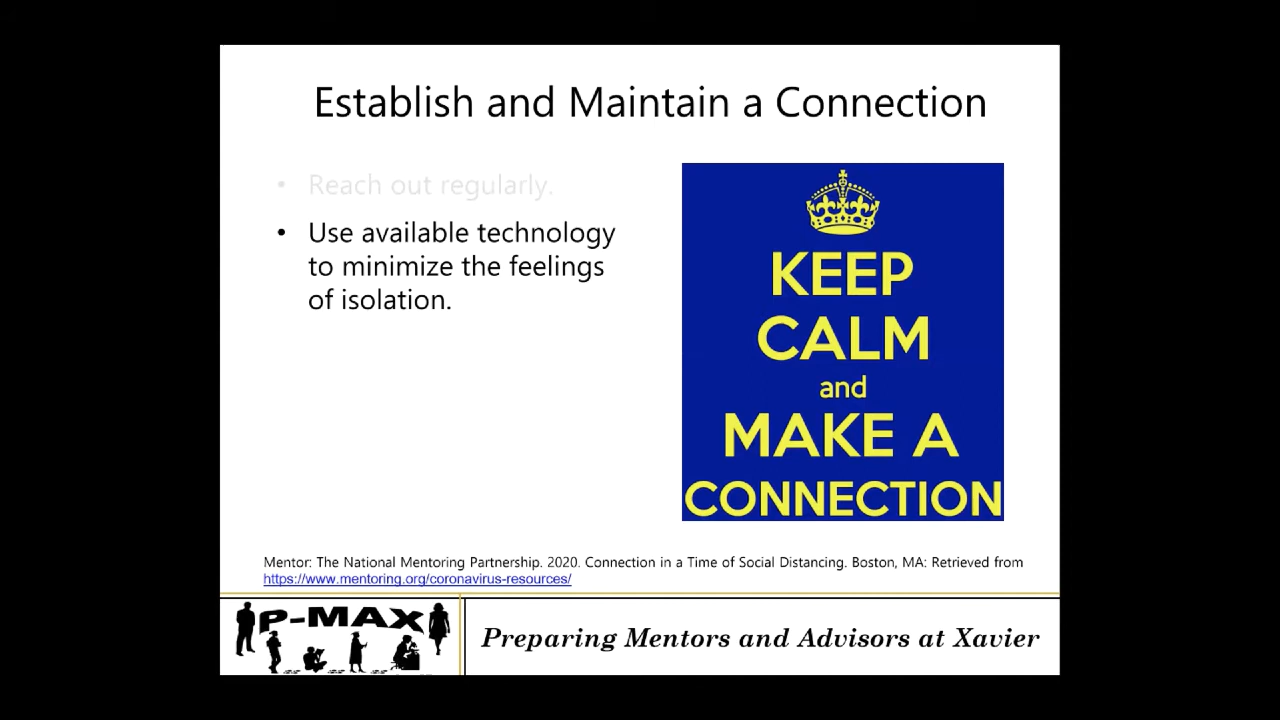 Establish and Maintain a Connection
• Reach out regularly.
• Use available technology
to minimize the feelings
of isolation.
KEEP
CALM
and
MAKE A
CONNECTION
Mentor: The National Mentoring Partnership. 2020. Connection in a Time of Social Distancing. Boston, MA: Retrieved from
https://www.mentoring.org/coronavirus-resources/
P-MAX
Preparing Mentors and Advisors at Xavier